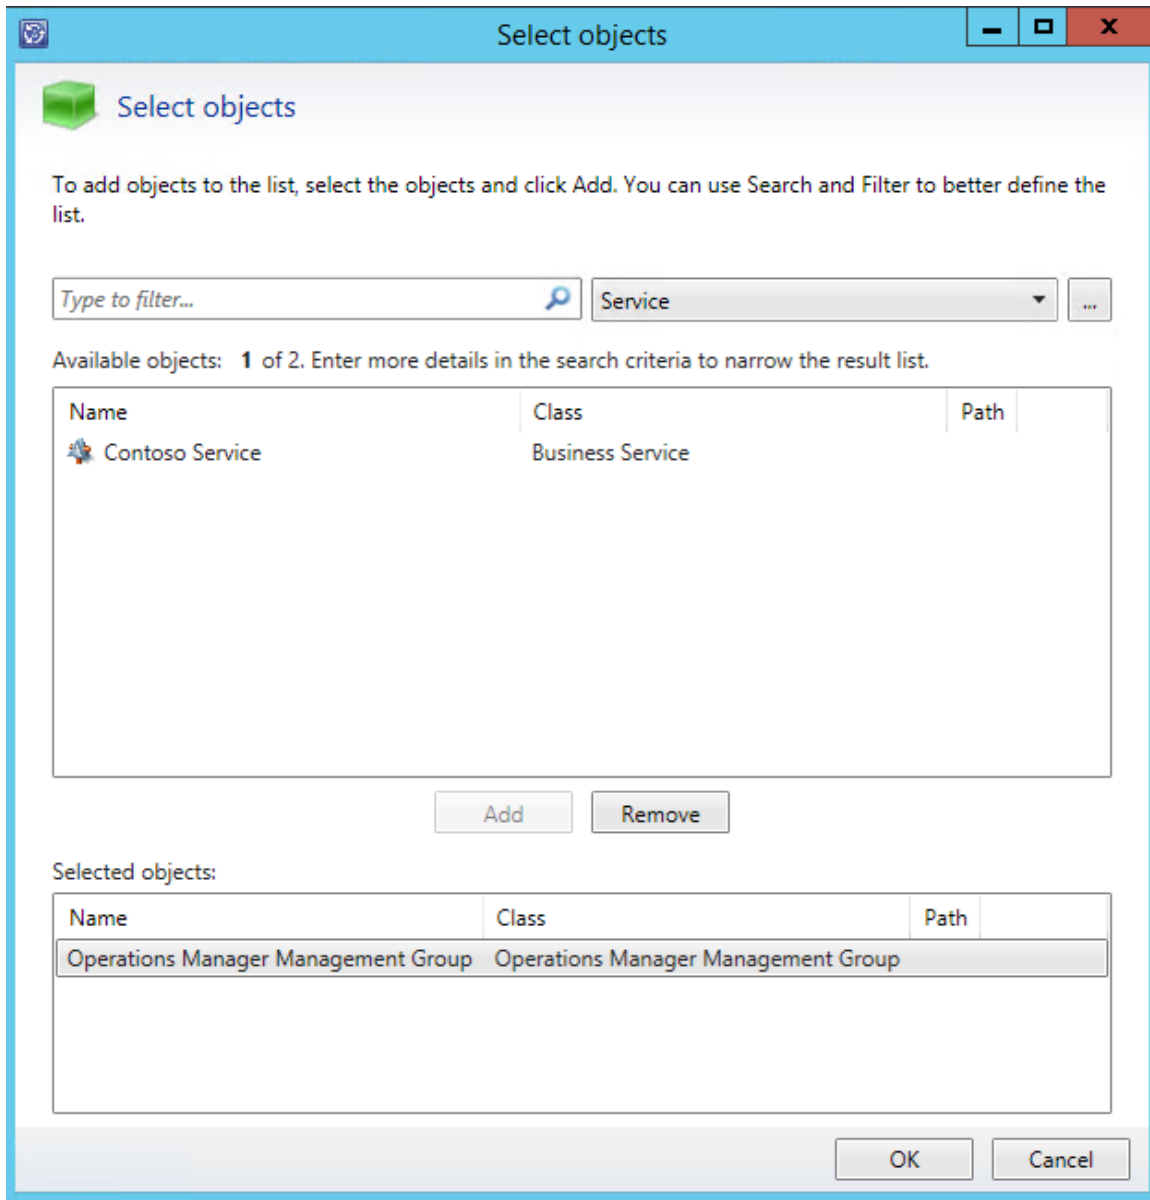 Select objects
Select objects
To add objects to the list, select the objects and click Add. You can use Search and Filter to better define the
list.
Type to filter... Service ...
Available objects: 1 of 2. Enter more details in the search criteria to narrow the result list.
Name Class Path
Contoso Service Business Service
Add Remove
Selected objects:
Name Class Path
Operations Manager Management Group Operations Manager Management Group
OK Cancel